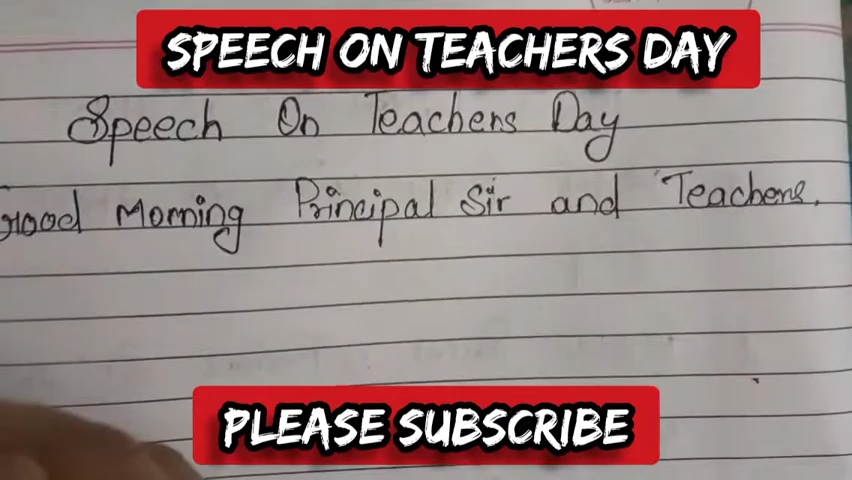 SPEECH ON TEACHERS DAY
Speech On Teachers Day
Good Morning Principal Sir and Teachers.
PLEASE SUBSCRIBE